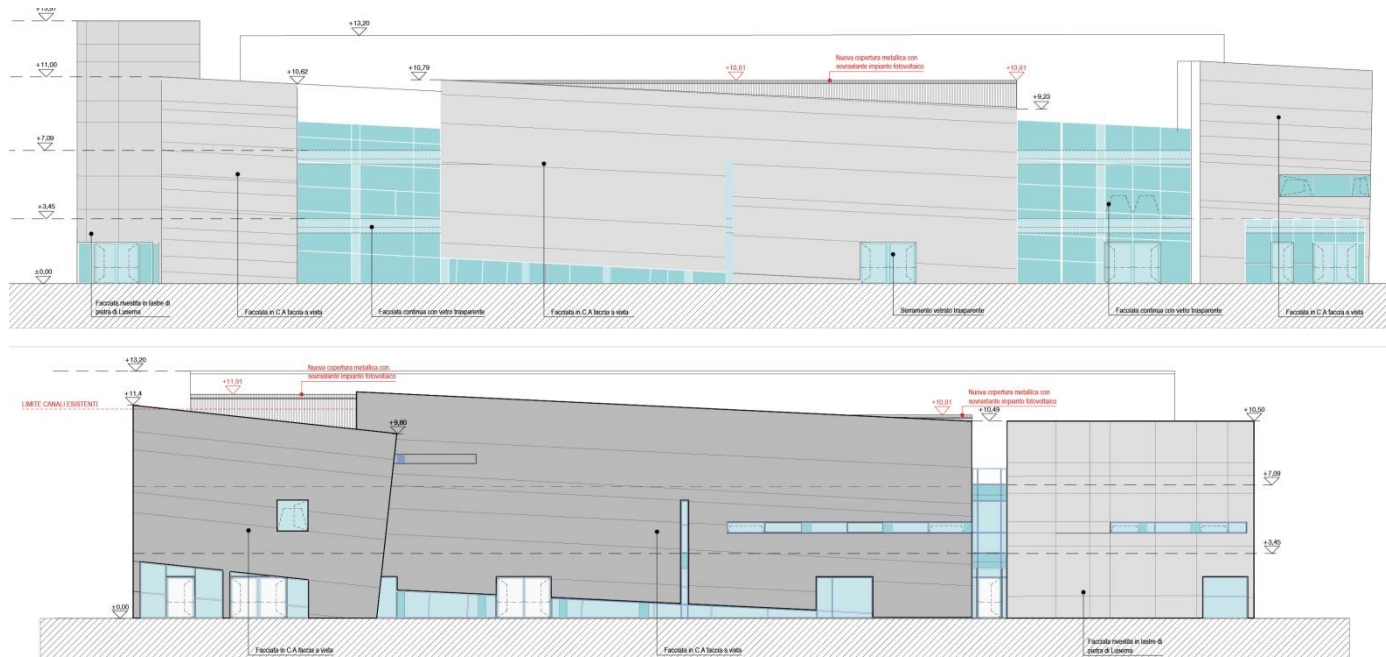 +13,97
+13,20
+11,00
+10,62
+10,79
+10,61
Nuova copertura metallica con
sovrastante impianto fotovoltaico
+10,61
+9,23
+7,09
+3,45
±0,00
Facciata rivestita in lastre di
pietra di Luserna
Facciata in C.A faccia a vista
Facciata continua con vetro trasparente
Facciata in C.A faccia a vista
Serramento vetrato trasparente
Facciata continua con vetro trasparente
Facciata in C.A faccia a vista
+13,20
Nuova copertura metallica con
sovrastante impianto fotovoltaico
+11,91
+11,4
LIMITE CANALI ESISTENTI
+9,80
Nuova copertura metallica con
sovrastante impianto fotovoltaico
+10,91
+10,49
+10,50
+7,09
+3,45
±0,00
Facciata in C.A faccia a vista
Facciata in C.A faccia a vista
Facciata rivestita in lastre di
pietra di Luserna